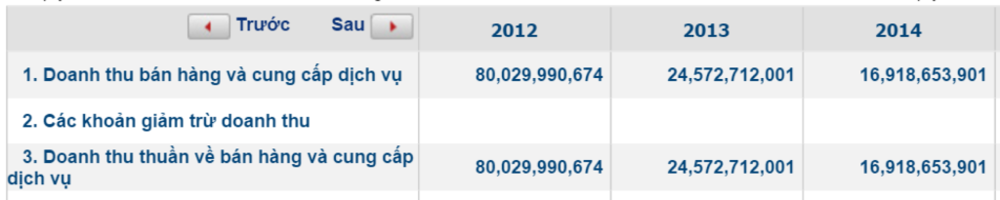 Trước Sau 2012 2013 2014
1. Doanh thu bán hàng và cung cấp dịch vụ 80,029,990,674 24,572,712,001 16,918,653,901
2. Các khoản giảm trừ doanh thu
3. Doanh thu thuần về bán hàng và cung cấp
dịch vụ 80,029,990,674 24,572,712,001 16,918,653,901